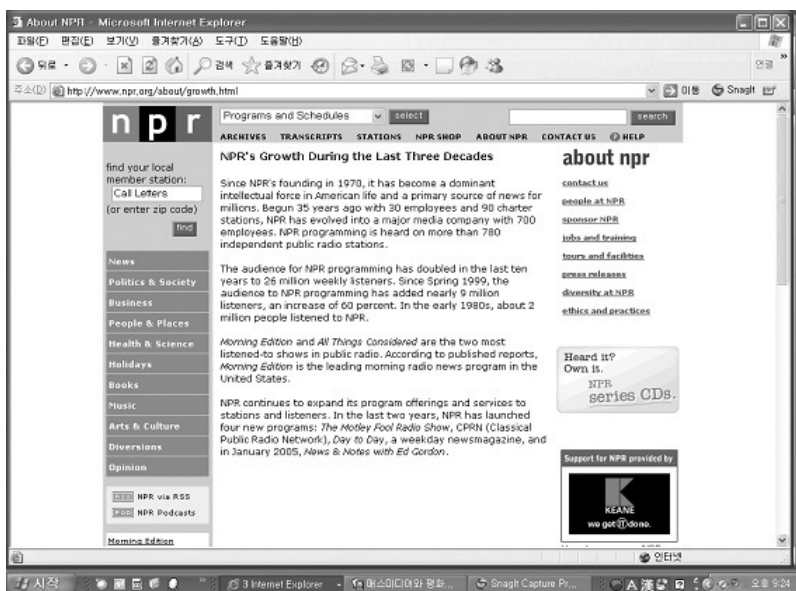 About NPR - Microsoft Internet Explorer
파일(F) 편집(E) 보기(V) 즐겨찾기(A) 도구(T) 도움말(H)
뒤로 검색 즐겨찾기 연결
주소(D) http://www.npr.org/about/growth.html 이동 SnagIt
npr
Programs and Schedules select search
ARCHIVES TRANSCRIPTS STATIONS NPR SHOP ABOUT NPR CONTACT US HELP
find your local
member station:
Call Letters
(or enter zip code)
find
News
Politics & Society
Business
People & Places
Health & Science
Holidays
Books
Music
Arts & Culture
Diversions
Opinion
NPR via RSS
NPR Podcasts
Morning Edition
NPR's Growth During the Last Three Decades
Since NPR's founding in 1970, it has become a dominant
intellectual force in American life and a primary source of news for
millions. Begun 35 years ago with 30 employees and 90 charter
stations, NPR has evolved into a major media company with 700
employees. NPR programming is heard on more than 780
independent public radio stations.
The audience for NPR programming has doubled in the last ten
years to 26 million weekly listeners. Since Spring 1999, the
audience to NPR programming has added nearly 9 million
listeners, an increase of 60 percent. In the early 1980s, about 2
million people listened to NPR.
Morning Edition and All Things Considered are the two most
listened-to shows in public radio. According to published reports,
Morning Edition is the leading morning radio news program in the
United States.
NPR continues to expand its program offerings and services to
stations and listeners. In the last two years, NPR has launched
four new programs: The Motley Fool Radio Show, CPRN (Classical
Public Radio Network), Day to Day, a weekday newsmagazine, and
in January 2005, News & Notes with Ed Gordon.
about npr
contact us
people at NPR
sponsor NPR
jobs and training
tours and facilities
press releases
diversity at NPR
ethics and practices
Heard it?
Own it.
NPR
series CDs.
Support for NPR provided by
KEANE
we get IT done.
인터넷
시작 3 Internet Explorer 매스미디어와 평화... SnagIt Capture Pr... A 漢 오후 9:24